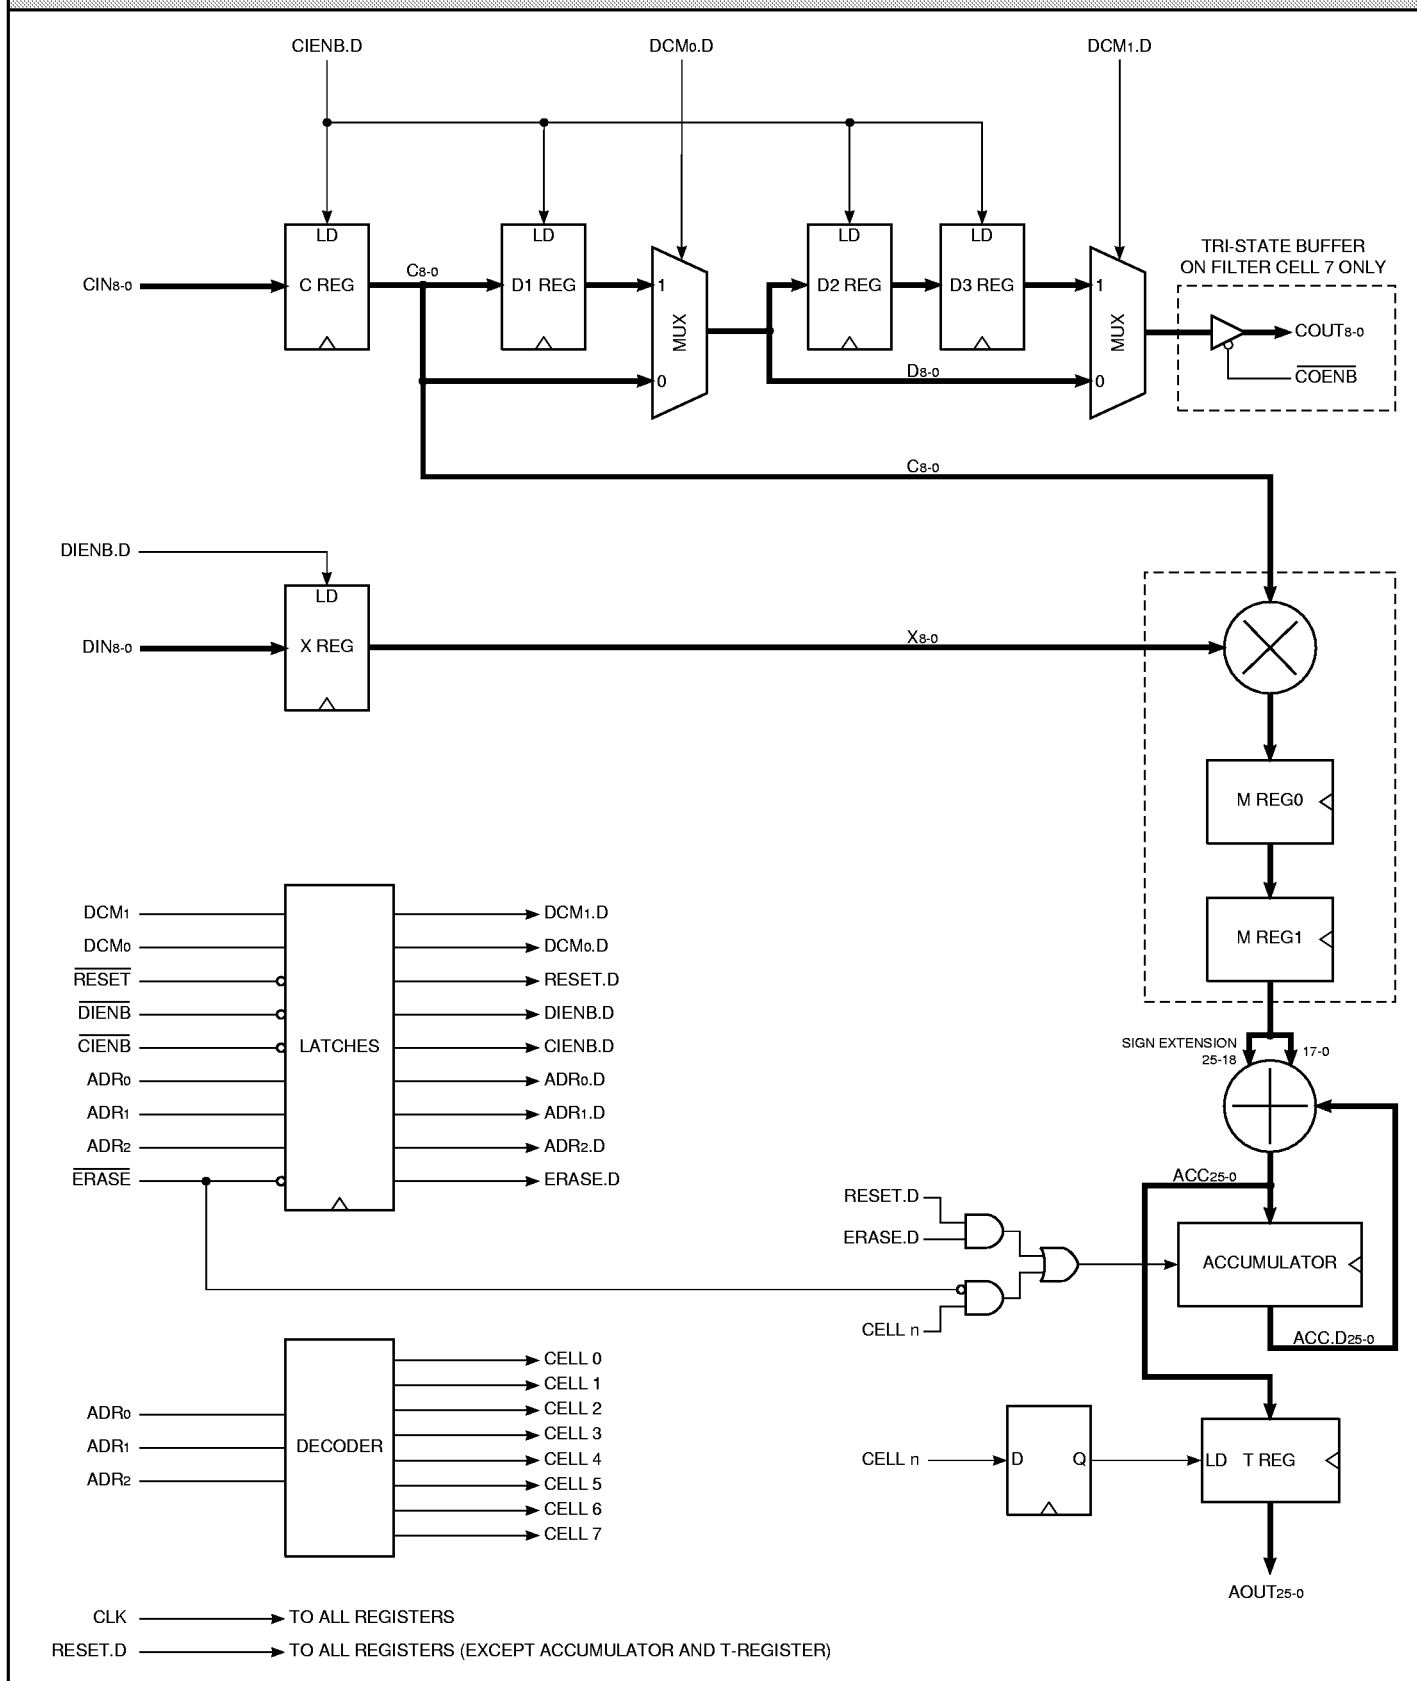 CIENB.D
DCM0.D
DCM1.D
LD
LD
LD
LD
TRI-STATE BUFFER
ON FILTER CELL 7 ONLY
CIN8-0
C REG
C8-0
D1 REG
1
MUX
0
D2 REG
D3 REG
D8-0
1
MUX
0
COUT8-0
COENB
C8-0
DIENB.D
LD
DIN8-0
X REG
X8-0
M REG0
M REG1
DCM1
DCM0
RESET
DIENB
CIENB
ADR0
ADR1
ADR2
ERASE
LATCHES
DCM1.D
DCM0.D
RESET.D
DIENB.D
CIENB.D
ADR0.D
ADR1.D
ADR2.D
ERASE.D
SIGN EXTENSION
25-18
17-0
ACC25-0
RESET.D
ERASE.D
CELL n
ACCUMULATOR
ACC.D25-0
ADR0
ADR1
ADR2
DECODER
CELL 0
CELL 1
CELL 2
CELL 3
CELL 4
CELL 5
CELL 6
CELL 7
CELL n
D
Q
LD
T REG
AOUT25-0
CLK
TO ALL REGISTERS
RESET.D
TO ALL REGISTERS (EXCEPT ACCUMULATOR AND T-REGISTER)